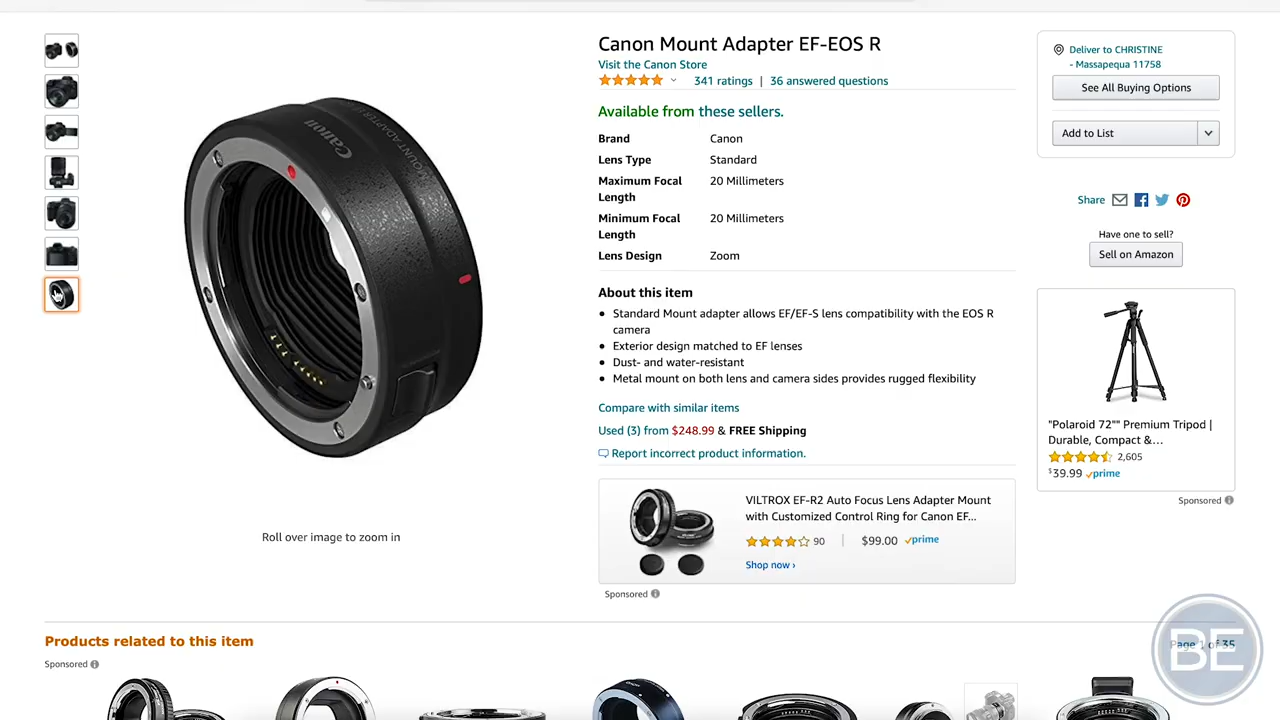 Canon Mount Adapter EF-EOS R
Visit the Canon Store
341 ratings | 36 answered questions
Available from these sellers.
Brand Canon
Lens Type Standard
Maximum Focal Length 20 Millimeters
Minimum Focal Length 20 Millimeters
Lens Design Zoom
About this item
Standard Mount adapter allows EF/EF-S lens compatibility with the EOS R
camera
Exterior design matched to EF lenses
Dust- and water-resistant
Metal mount on both lens and camera sides provides rugged flexibility
Compare with similar items
Used (3) from $248.99 & FREE Shipping
Report incorrect product information.
VILTROX EF-R2 Auto Focus Lens Adapter Mount
with Customized Control Ring for Canon EF...
90 | $99.00 prime
Shop now ›
Sponsored
Canon
MOUNT ADAPTER
Roll over image to zoom in
Deliver to CHRISTINE
- Massapequa 11758
See All Buying Options
Add to List
Share
Have one to sell?
Sell on Amazon
"Polaroid 72"" Premium Tripod |
Durable, Compact &...
2,605
$39.99 prime
Sponsored
Products related to this item
Page 1 of 35
Sponsored
BE